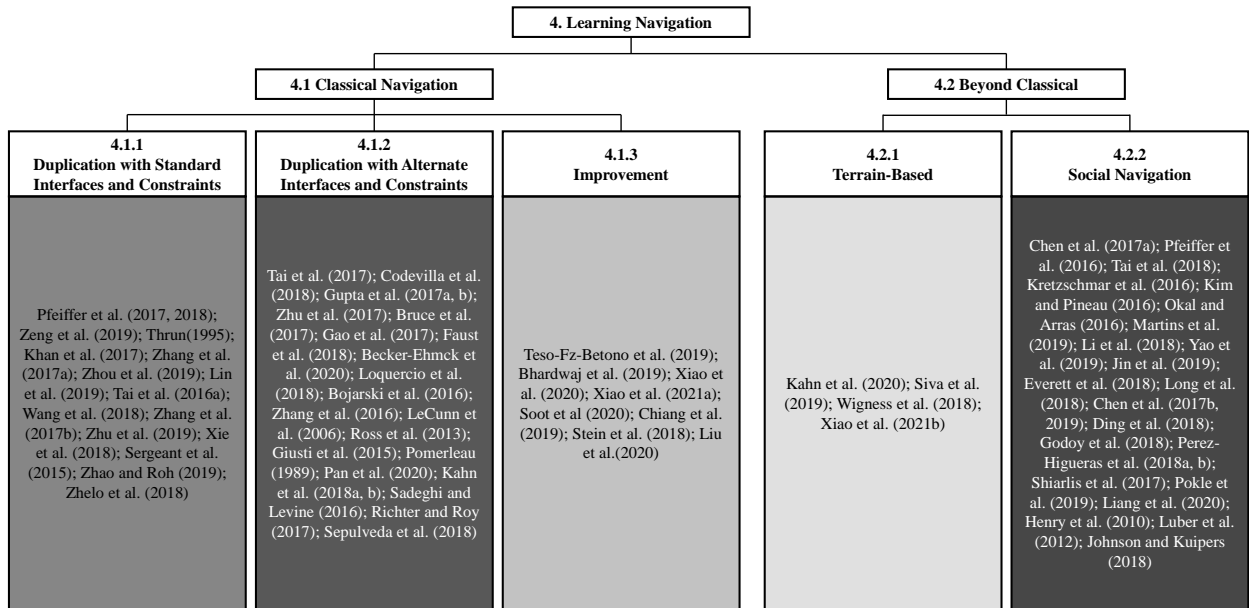 4. Learning Navigation
4.1 Classical Navigation
4.2 Beyond Classical
4.1.1
Duplication with Standard
Interfaces and Constraints
4.1.2
Duplication with Alternate
Interfaces and Constraints
4.1.3
Improvement
4.2.1
Terrain-Based
4.2.2
Social Navigation
Pfeiffer et al. (2017, 2018);
Zeng et al. (2019); Thrun(1995);
Khan et al. (2017); Zhang et al.
(2017a); Zhou et al. (2019); Lin
et al. (2019); Tai et al. (2016a);
Wang et al. (2018); Zhang et al.
(2017b); Zhu et al. (2019); Xie
et al. (2018); Sergeant et al.
(2015); Zhao and Roh (2019);
Zhelo et al. (2018)
Tai et al. (2017); Codevilla et al.
(2018); Gupta et al. (2017a, b);
Zhu et al. (2017); Bruce et al.
(2017); Gao et al. (2017); Faust
et al. (2018); Becker-Ehmck et
al. (2020); Loquercio et al.
(2018); Bojarski et al. (2016);
Zhang et al. (2016); LeCunn et
al. (2006); Ross et al. (2013);
Giusti et al. (2015); Pomerleau
(1989); Pan et al. (2020); Kahn
et al. (2018a, b); Sadeghi and
Levine (2016); Richter and Roy
(2017); Sepulveda et al. (2018)
Teso-Fz-Betono et al. (2019);
Bhardwaj et al. (2019); Xiao et
al. (2020); Xiao et al. (2021a);
Soot et al (2020); Chiang et al.
(2019); Stein et al. (2018); Liu
et al.(2020)
Kahn et al. (2020); Siva et al.
(2019); Wigness et al. (2018);
Xiao et al. (2021b)
Chen et al. (2017a); Pfeiffer et
al. (2016); Tai et al. (2018);
Kretzschmar et al. (2016); Kim
and Pineau (2016); Okal and
Arras (2016); Martins et al.
(2019); Li et al. (2018); Yao et
al. (2019); Jin et al. (2019);
Everett et al. (2018); Long et al.
(2018); Chen et al. (2017b,
2019); Ding et al. (2018);
Godoy et al. (2018); Perez-
Higueras et al. (2018a, b);
Shiarlis et al. (2017); Pokle et
al. (2019); Liang et al. (2020);
Henry et al. (2010); Luber et al.
(2012); Johnson and Kuipers
(2018)